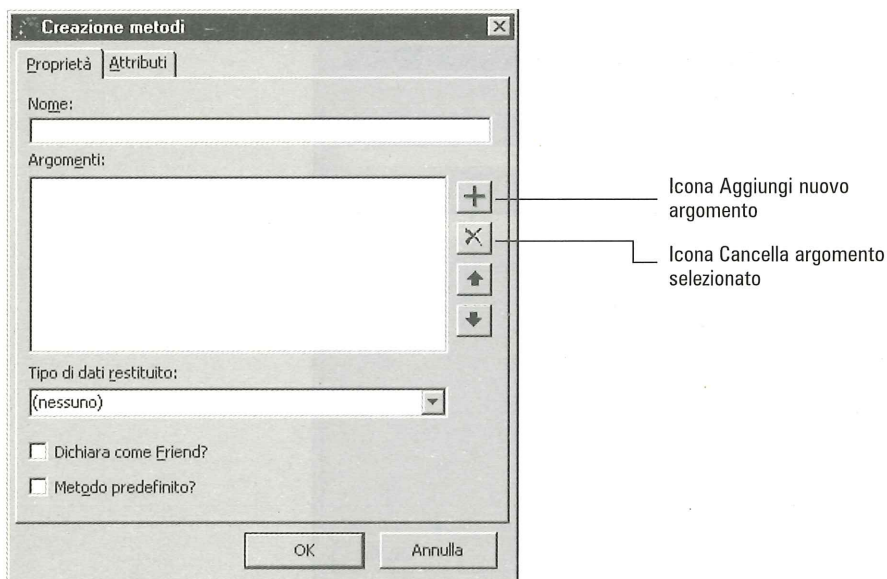 Creazione metodi
Proprietà
Attributi
Nome:
Argomenti:
Icona Aggiungi nuovo
argomento
Icona Cancella argomento
selezionato
Tipo di dati restituito:
(nessuno)
Dichiara come Friend?
Metodo predefinito?
OK
Annulla